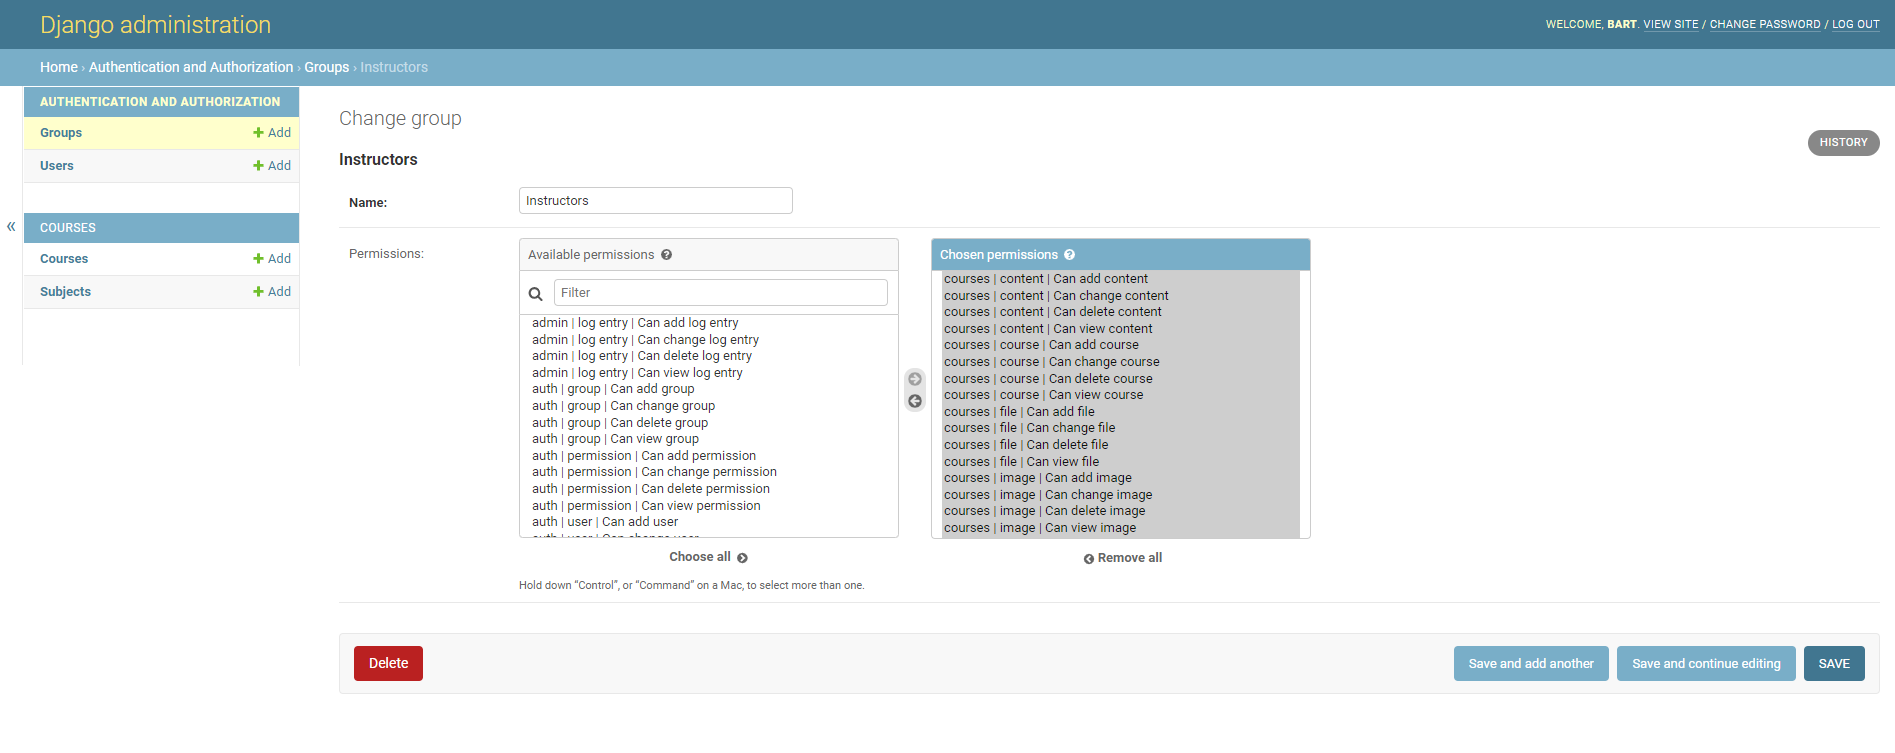 Django administration
WELCOME, BART. VIEW SITE / CHANGE PASSWORD / LOG OUT
Home › Authentication and Authorization › Groups › Instructors
AUTHENTICATION AND AUTHORIZATION
Groups + Add
Users + Add
«
COURSES
Courses + Add
Subjects + Add
Change group
HISTORY
Instructors
Name: Instructors
Permissions:
Available permissions ?
Filter
admin | log entry | Can add log entry
admin | log entry | Can change log entry
admin | log entry | Can delete log entry
admin | log entry | Can view log entry
auth | group | Can add group
auth | group | Can change group
auth | group | Can delete group
auth | group | Can view group
auth | permission | Can add permission
auth | permission | Can change permission
auth | permission | Can delete permission
auth | permission | Can view permission
auth | user | Can add user
auth | user | Can change user
Choose all
Hold down “Control”, or “Command” on a Mac, to select more than one.
Chosen permissions ?
courses | content | Can add content
courses | content | Can change content
courses | content | Can delete content
courses | content | Can view content
courses | course | Can add course
courses | course | Can change course
courses | course | Can delete course
courses | course | Can view course
courses | file | Can add file
courses | file | Can change file
courses | file | Can delete file
courses | file | Can view file
courses | image | Can add image
courses | image | Can change image
courses | image | Can delete image
courses | image | Can view image
Remove all
Delete
Save and add another
Save and continue editing
SAVE